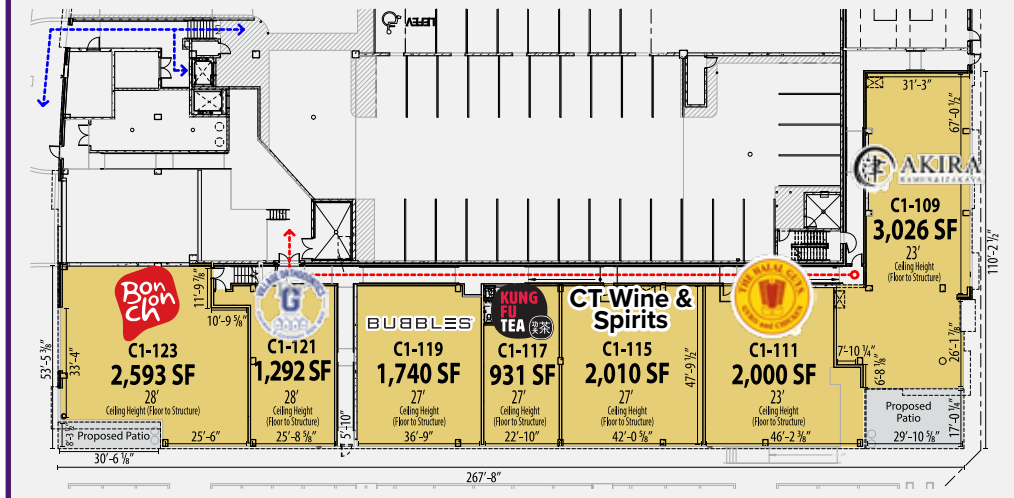 31'-3"
67'-0 ½"
AKIRA
C1-109
3,026 SF
23'
Ceiling Height
(Floor to Structure)
110'-2 ½"
26'-1 ⅞"
7'-10 ¼"
6'-8 ⅛"
Proposed
Patio
29'-10 ⅝"
17'-0 ¼"
Bon
chon
C1-123
2,593 SF
28'
Ceiling Height (Floor to Structure)
11'-9 ⅞"
10'-9 ⅝"
53'-5 ⅜"
33'-4"
25'-6"
Proposed Patio
30'-6 ⅛"
G
C1-121
1,292 SF
28'
Ceiling Height
(Floor to Structure)
25'-8 ⅝"
5'-10"
BUBBLES
C1-119
1,740 SF
27'
Ceiling Height
(Floor to Structure)
36'-9"
KUNG
FU
TEA
功夫茶
C1-117
931 SF
27'
Ceiling Height
(Floor to Structure)
22'-10"
CT Wine &
Spirits
C1-115
2,010 SF
27'
Ceiling Height
(Floor to Structure)
47'-9 ½"
42'-0 ⅝"
THE HALAL GUYS
C1-111
2,000 SF
23'
Ceiling Height
(Floor to Structure)
46'-2 ⅜"
267'-8"